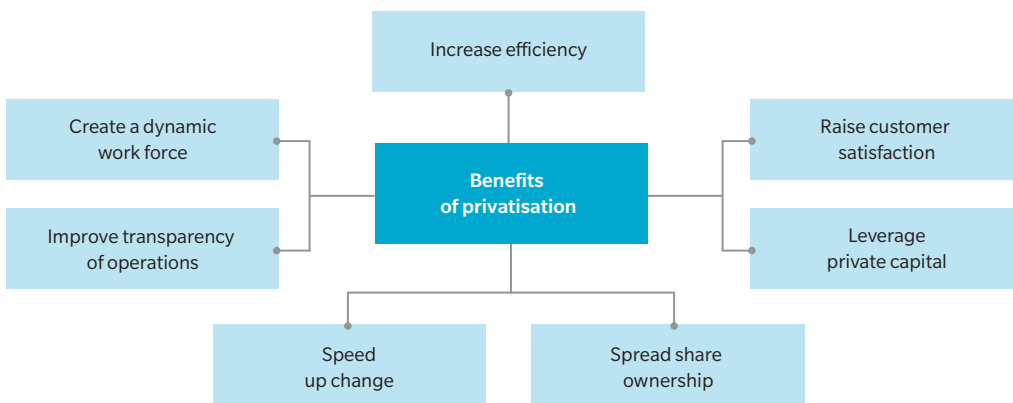 Increase efficiency
Create a dynamic
work force
Raise customer
satisfaction
Benefits
of privatisation
Improve transparency
of operations
Leverage
private capital
Speed
up change
Spread share
ownership